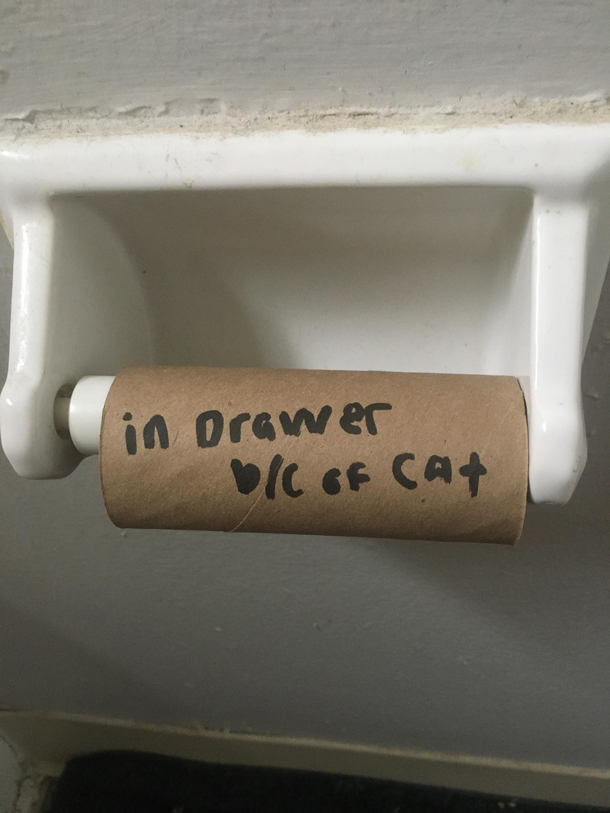 in Drawer
b/c of CAt